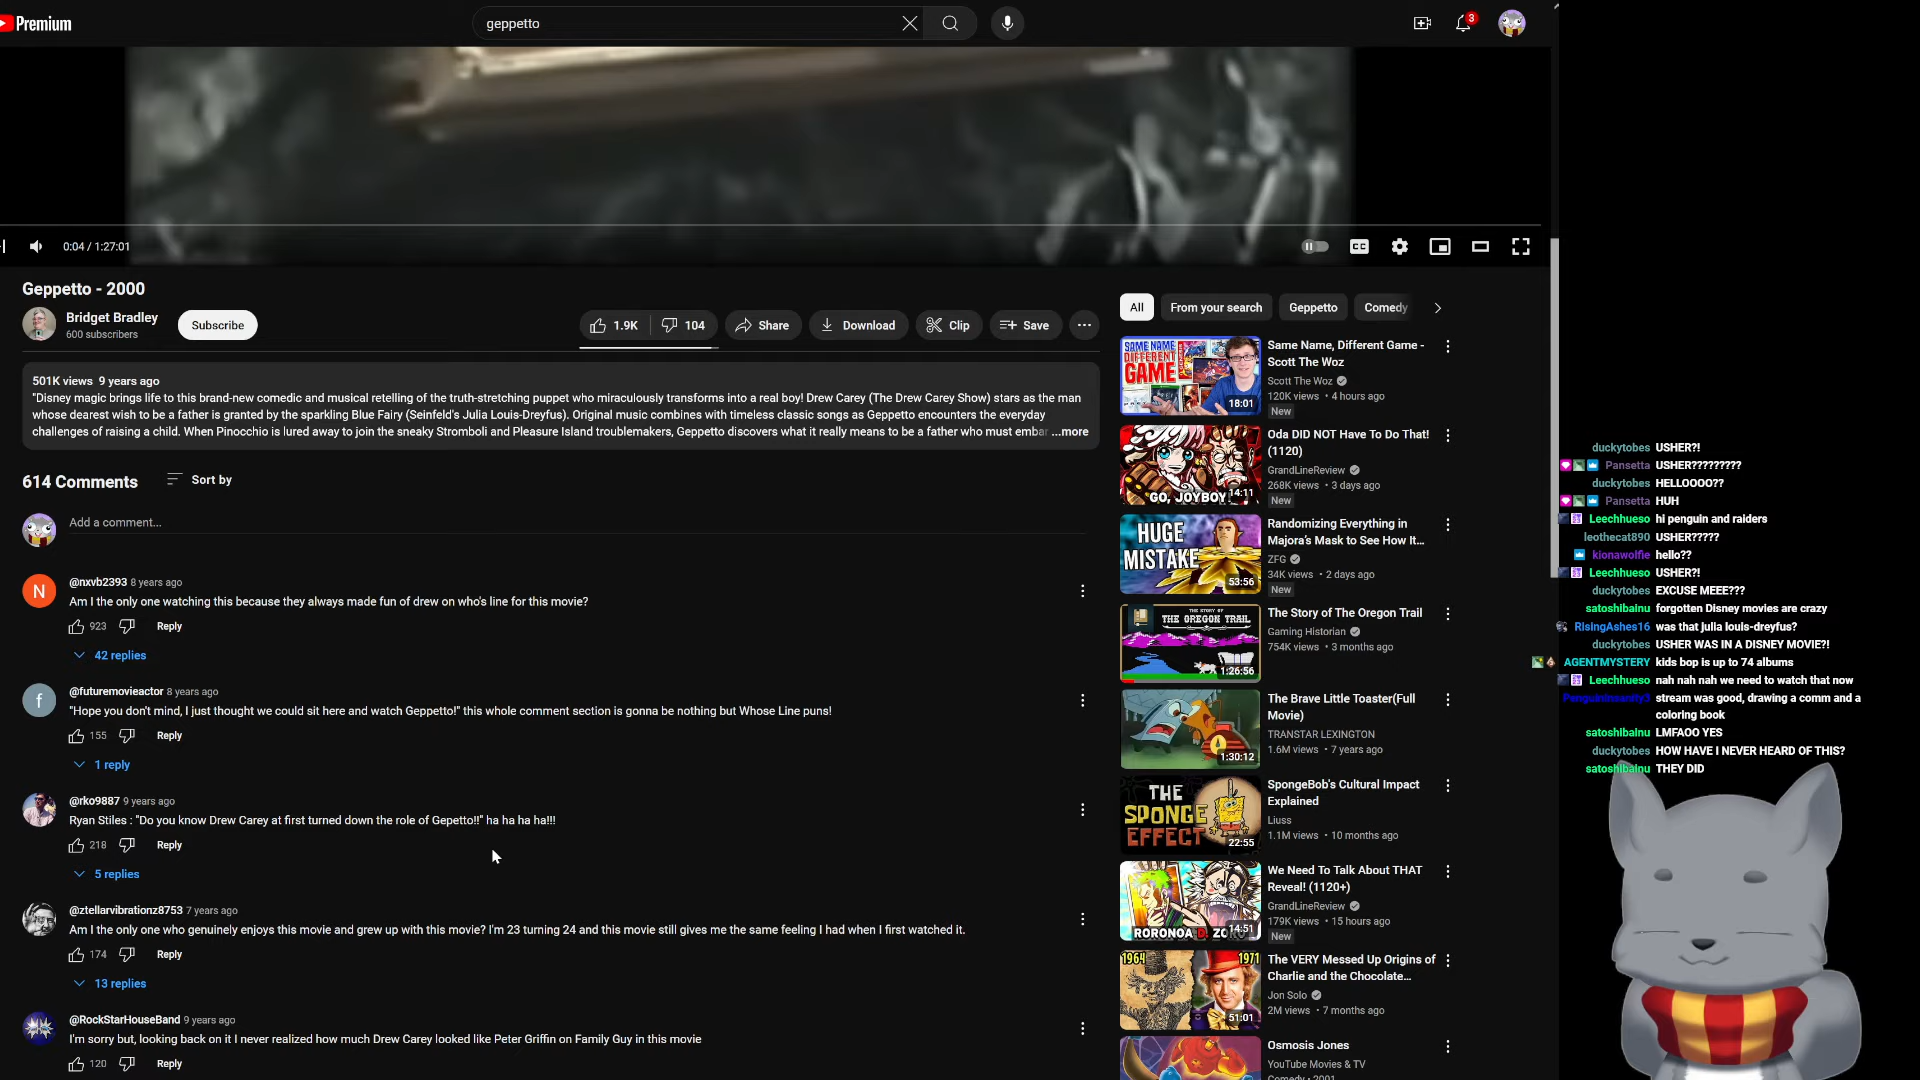 Premium
geppetto
3
0:04 / 1:27:01
CC
Geppetto - 2000
Bridget Bradley
600 subscribers
Subscribe
1.9K
104
Share
Download
Clip
Save
501K views 9 years ago
"Disney magic brings life to this brand-new comedic and musical retelling of the truth-stretching puppet who miraculously transforms into a real boy! Drew Carey (The Drew Carey Show) stars as the man
whose dearest wish to be a father is granted by the sparkling Blue Fairy (Seinfeld's Julia Louis-Dreyfus). Original music combines with timeless classic songs as Geppetto encounters the everyday
challenges of raising a child. When Pinocchio is lured away to join the sneaky Stromboli and Pleasure Island troublemakers, Geppetto discovers what it really means to be a father who must embar ...more
614 Comments
Sort by
Add a comment...
N
@nxvb2393 8 years ago
Am I the only one watching this because they always made fun of drew on who's line for this movie?
923
Reply
42 replies
f
@futuremovieactor 8 years ago
"Hope you don't mind, I just thought we could sit here and watch Geppetto!" this whole comment section is gonna be nothing but Whose Line puns!
155
Reply
1 reply
@rko9887 9 years ago
Ryan Stiles : "Do you know Drew Carey at first turned down the role of Gepetto!!" ha ha ha ha!!!
218
Reply
5 replies
@ztellarvibrationz8753 7 years ago
Am I the only one who genuinely enjoys this movie and grew up with this movie? I'm 23 turning 24 and this movie still gives me the same feeling I had when I first watched it.
174
Reply
13 replies
@RockStarHouseBand 9 years ago
I'm sorry but, looking back on it I never realized how much Drew Carey looked like Peter Griffin on Family Guy in this movie
120
Reply
All
From your search
Geppetto
Comedy
SAME NAME
DIFFERENT
GAME
18:01
Same Name, Different Game -
Scott The Woz
Scott The Woz
120K views • 4 hours ago
New
GO, JOYBOY
14:11
Oda DID NOT Have To Do That!
(1120)
GrandLineReview
268K views • 3 days ago
New
HUGE
MISTAKE
53:56
Randomizing Everything in
Majora's Mask to See How It...
ZFG
34K views • 2 days ago
New
THE STORY OF
THE OREGON TRAIL
1:26:56
The Story of The Oregon Trail
Gaming Historian
754K views • 3 months ago
1:30:12
The Brave Little Toaster(Full
Movie)
TRANSTAR LEXINGTON
1.6M views • 7 years ago
THE
SPONGE
EFFECT
22:55
SpongeBob's Cultural Impact
Explained
Liuss
1.1M views • 10 months ago
RORONOA D. ZORO
14:51
We Need To Talk About THAT
Reveal! (1120+)
GrandLineReview
179K views • 15 hours ago
New
1964
1971
51:01
The VERY Messed Up Origins of
Charlie and the Chocolate...
Jon Solo
2M views • 7 months ago
Osmosis Jones
YouTube Movies & TV
Comedy • 2001
duckytobes USHER?!
Pansetta USHER?????????
duckytobes HELLOOOO??
Pansetta HUH
Leechhueso hi penguin and raiders
leothecat890 USHER?????
kionawolfie hello??
Leechhueso USHER?!
duckytobes EXCUSE MEEE???
satoshibainu forgotten Disney movies are crazy
RisingAshes16 was that julia louis-dreyfus?
duckytobes USHER WAS IN A DISNEY MOVIE?!
AGENTMYSTERY kids bop is up to 74 albums
Leechhueso nah nah nah we need to watch that now
PenguinInsanity3 stream was good, drawing a comm and a
coloring book
satoshibainu LMFAOO YES
duckytobes HOW HAVE I NEVER HEARD OF THIS?
satoshibainu THEY DID